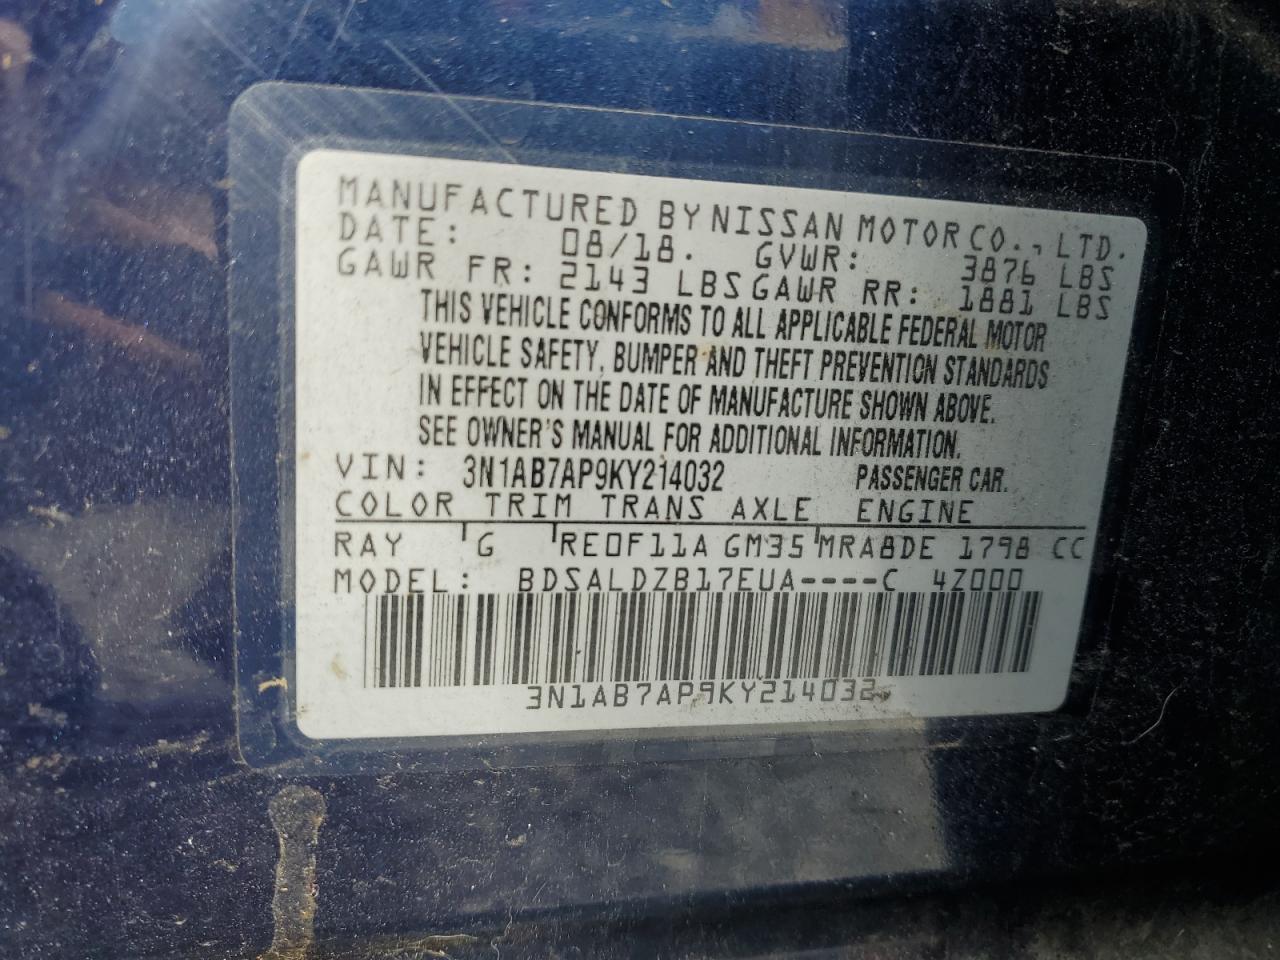 MANUFACTURED BY NISSAN MOTOR CO., LTD.
DATE: 08/18. GVWR: 3876 LBS
GAWR FR: 2143 LBS GAWR RR: 1881 LBS
THIS VEHICLE CONFORMS TO ALL APPLICABLE FEDERAL MOTOR
VEHICLE SAFETY, BUMPER AND THEFT PREVENTION STANDARDS
IN EFFECT ON THE DATE OF MANUFACTURE SHOWN ABOVE.
SEE OWNER'S MANUAL FOR ADDITIONAL INFORMATION.
VIN: 3N1AB7AP9KY214032 PASSENGER CAR.
COLOR TRIM TRANS AXLE ENGINE
RAY G RE0F11A GM35 MRA8DE 1798 CC
MODEL: BDSALDZB17EUA----C 4Z000
3N1AB7AP9KY214032